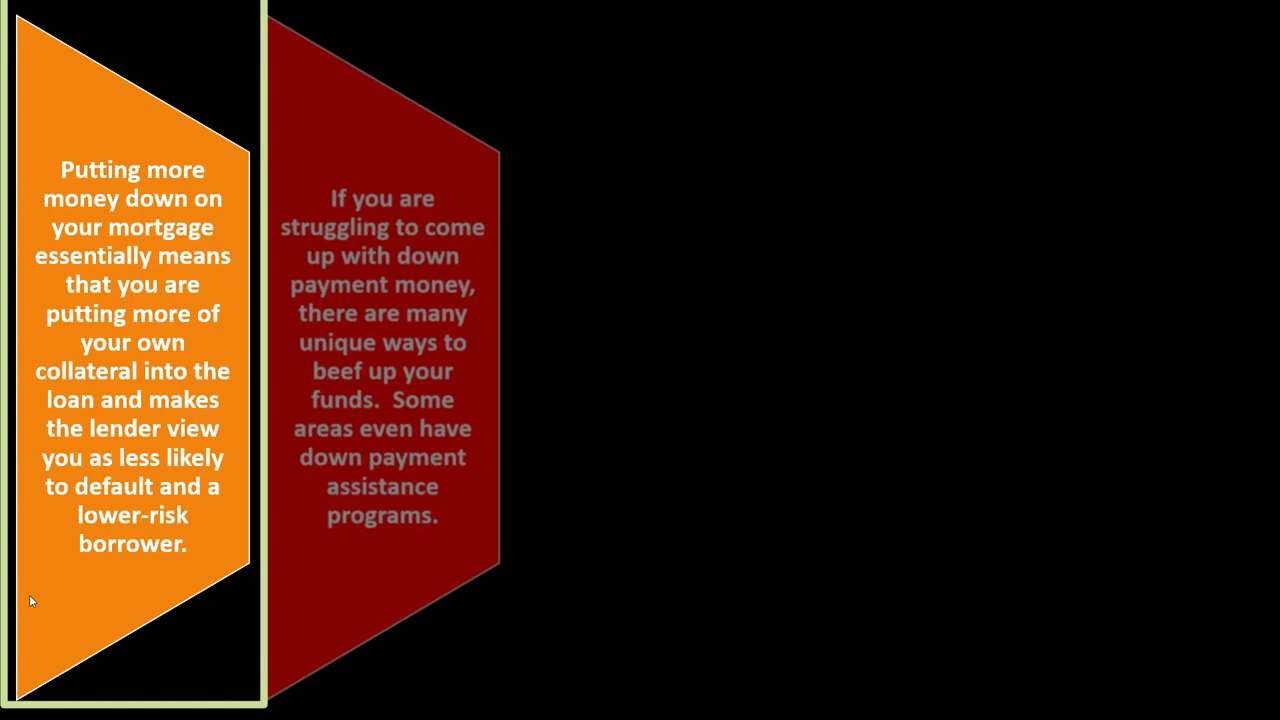 Putting more
money down on
your mortgage
essentially means
that you are
putting more of
your own
collateral into the
loan and makes
the lender view
you as less likely
to default and a
lower-risk
borrower.
If you are
struggling to come
up with down
payment money,
there are many
unique ways to
beef up your
funds.  Some
areas even have
down payment
assistance
programs.